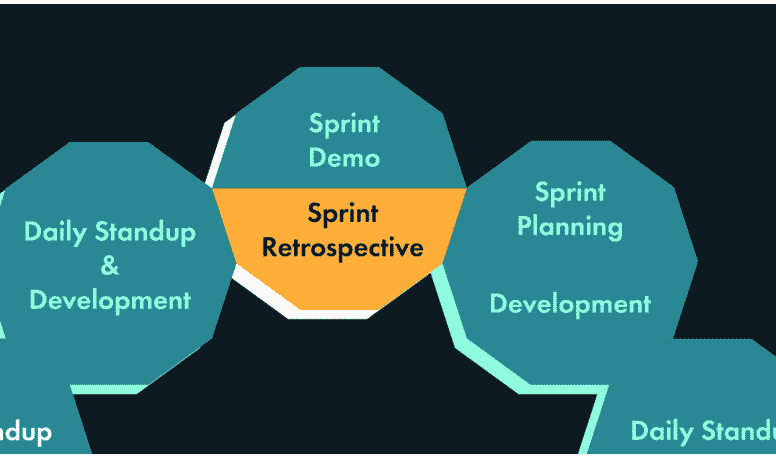 Sprint
Demo
Sprint
Retrospective
Daily Standup
&
Development
Sprint
Planning
Development
ndup
Daily Standu